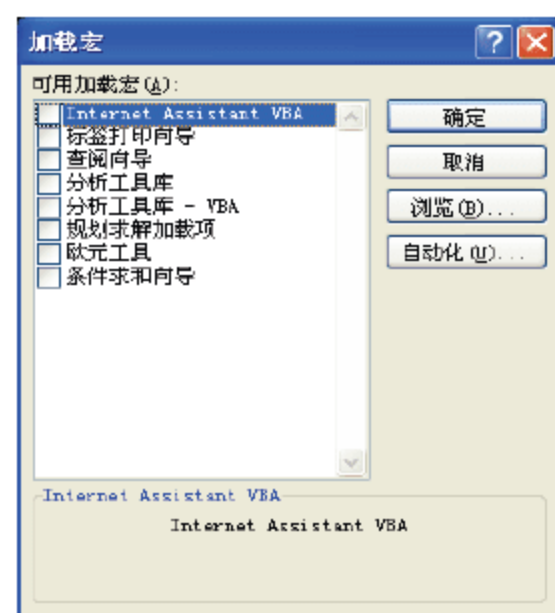 加载宏
可用加载宏(A):
Internet Assistant VBA
标签打印向导
查阅向导
分析工具库
分析工具库 - VBA
规划求解加载项
欧元工具
条件求和向导
确定
取消
浏览(B)...
自动化(U)...
Internet Assistant VBA
Internet Assistant VBA